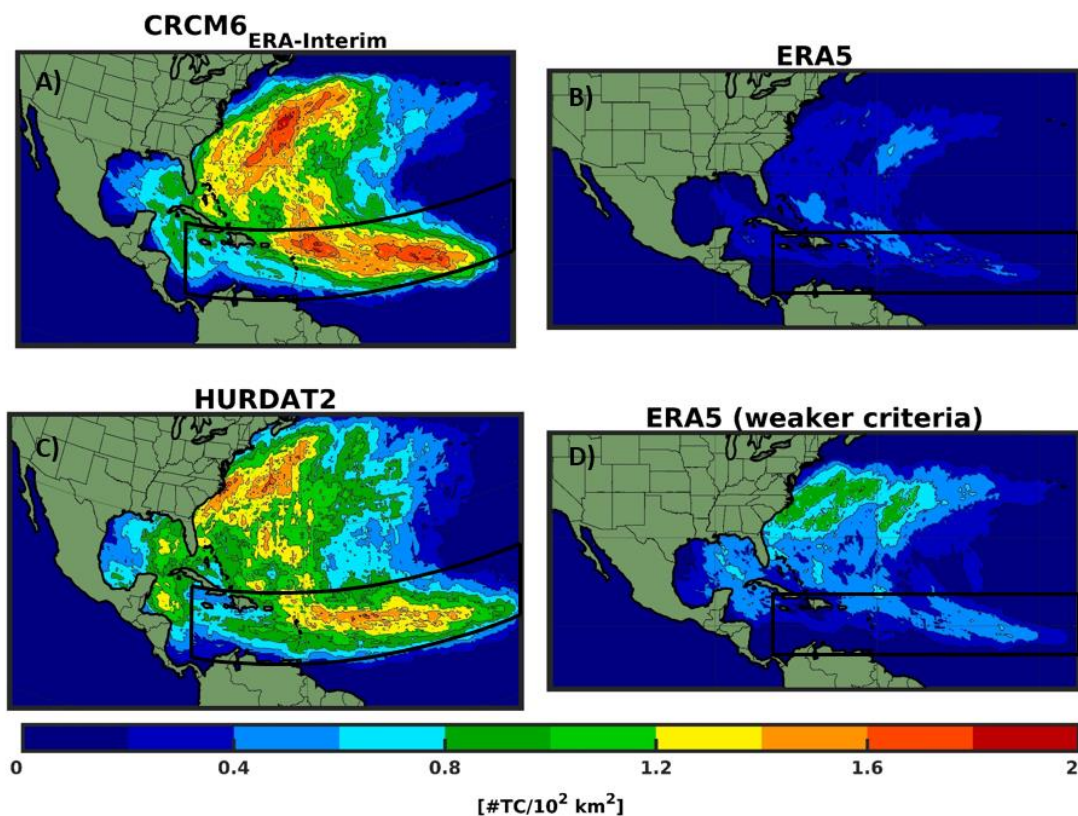 CRCM6ERA-Interim
A)
ERA5
B)
HURDAT2
C)
ERA5 (weaker criteria)
D)
0 0.4 0.8 1.2 1.6 2
[#TC/10² km²]